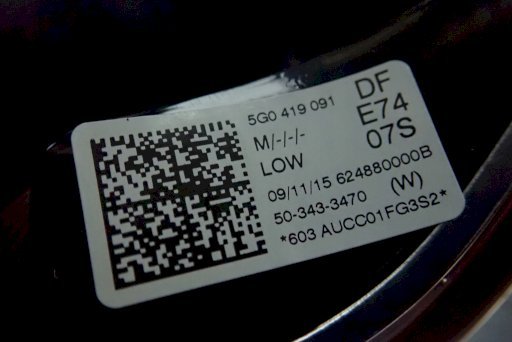 5G0 419 091
DF
M/-/-/-
E74
LOW
07S
09/11/15 624880000B
50-343-3470 (W)
*603 AUCC01FG3S2*